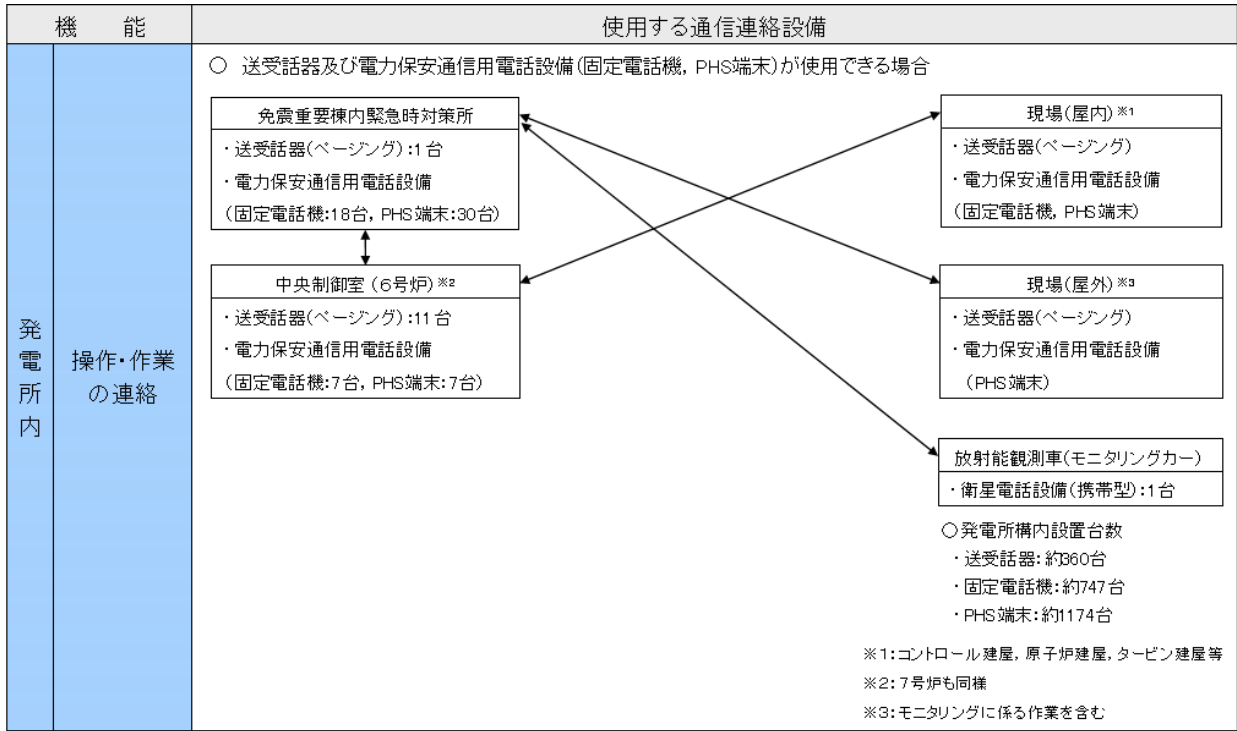 機 能
使用する通信連絡設備
発電所内
操作・作業
の連絡
○ 送受話器及び電力保安通信用電話設備(固定電話機, PHS端末)が使用できる場合
免震重要棟内緊急時対策所
・送受話器(ページング):1台
・電力保安通信用電話設備
(固定電話機:18台, PHS端末:30台)
中央制御室(6号炉)※2
・送受話器(ページング):11台
・電力保安通信用電話設備
(固定電話機:7台, PHS端末:7台)
現場(屋内)※1
・送受話器(ページング)
・電力保安通信用電話設備
(固定電話機, PHS端末)
現場(屋外)※3
・送受話器(ページング)
・電力保安通信用電話設備
(PHS端末)
放射能観測車(モニタリングカー)
・衛星電話設備(携帯型):1台
○発電所構内設置台数
・送受話器:約360台
・固定電話機:約747台
・PHS端末:約1174台
※1:コントロール建屋, 原子炉建屋, タービン建屋等
※2:7号炉も同様
※3:モニタリングに係る作業を含む